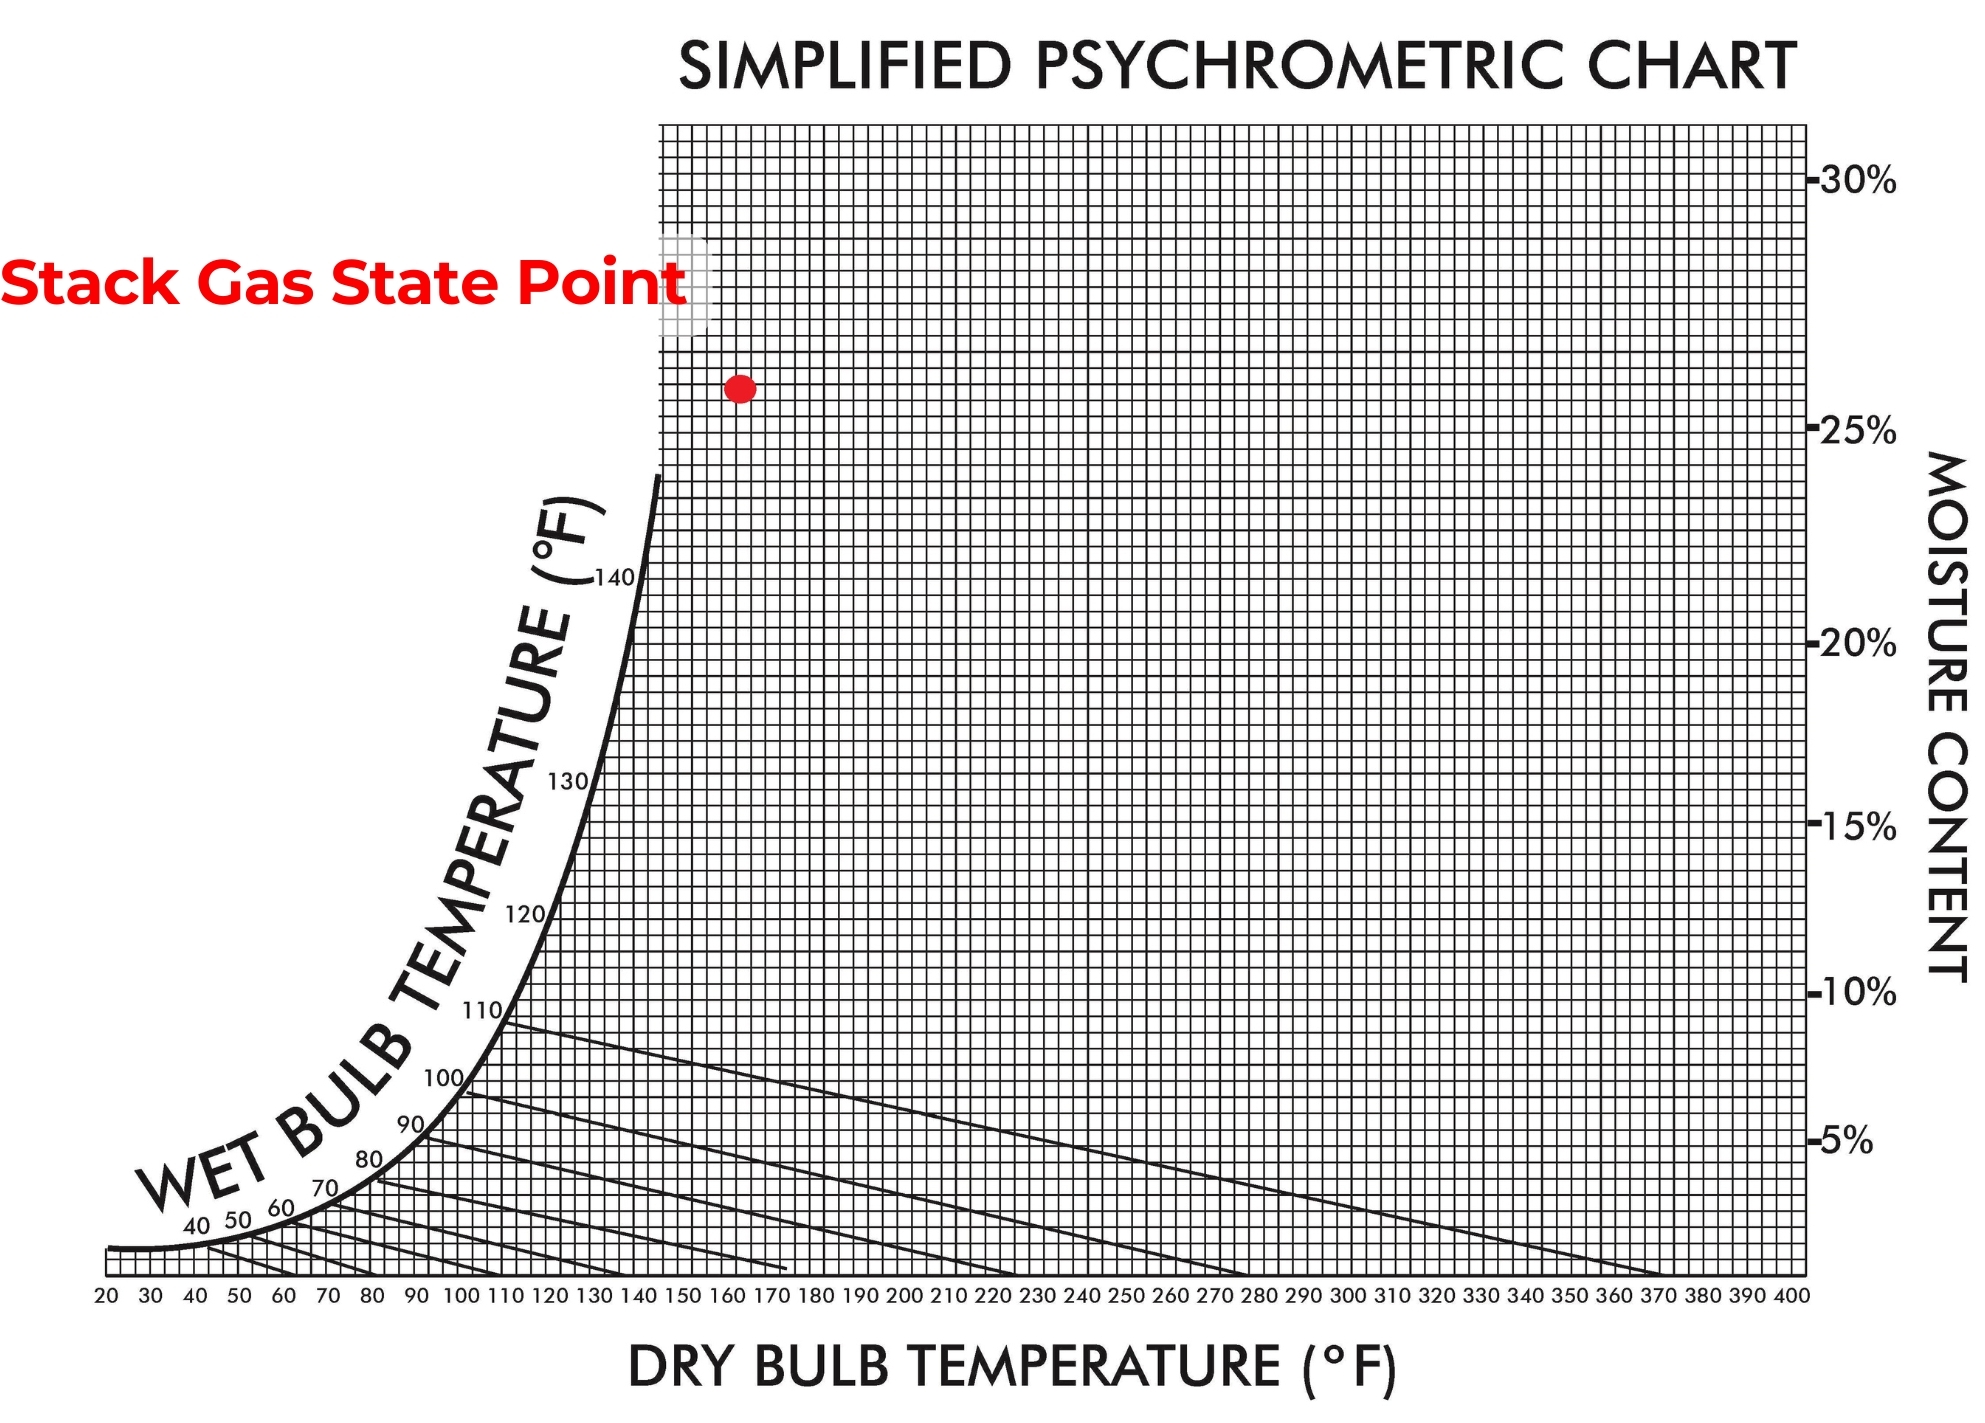 SIMPLIFIED PSYCHROMETRIC CHART
30%
Stack Gas State Point
25%
WET BULB TEMPERATURE (°F)
140
20%
130
15%
120
110
10%
100
90
5%
80
70
60
50
40
MOISTURE CONTENT
20 30 40 50 60 70 80 90 100 110 120 130 140 150 160 170 180 190 200 210 220 230 240 250 260 270 280 290 300 310 320 330 340 350 360 370 380 390 400
DRY BULB TEMPERATURE (°F)